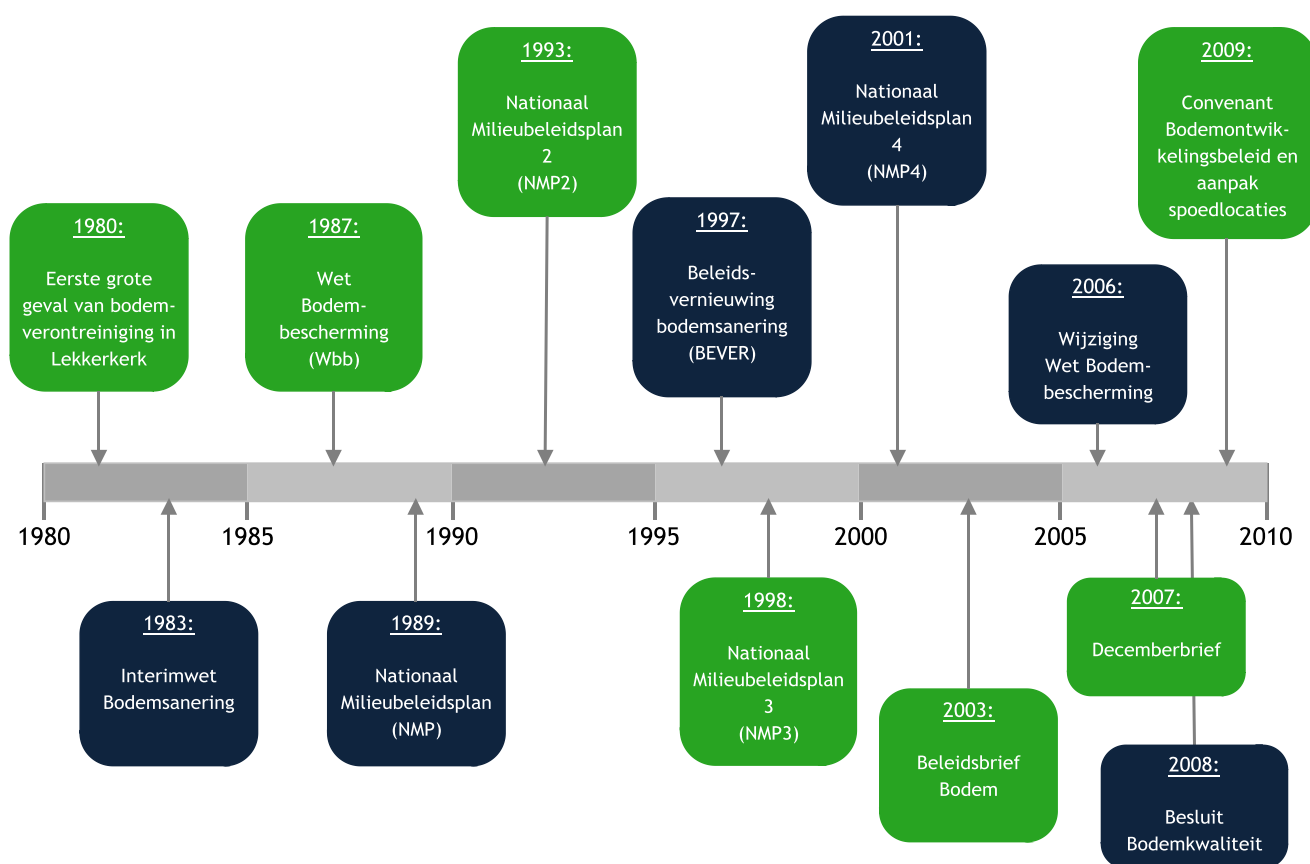 1980:
Eerste grote
geval van bodem-
verontreiniging in
Lekkerkerk
1987:
Wet
Bodem-
bescherming
(Wbb)
1993:
Nationaal
Milieubeleidsplan
2
(NMP2)
1997:
Beleids-
vernieuwing
bodemsanering
(BEVER)
2001:
Nationaal
Milieubeleidsplan
4
(NMP4)
2006:
Wijziging
Wet Bodem-
bescherming
2009:
Convenant
Bodemontwik-
kelingsbeleid en
aanpak
spoedlocaties
1980 1985 1990 1995 2000 2005 2010
1983:
Interimwet
Bodemsanering
1989:
Nationaal
Milieubeleidsplan
(NMP)
1998:
Nationaal
Milieubeleidsplan
3
(NMP3)
2003:
Beleidsbrief
Bodem
2007:
Decemberbrief
2008:
Besluit
Bodemkwaliteit